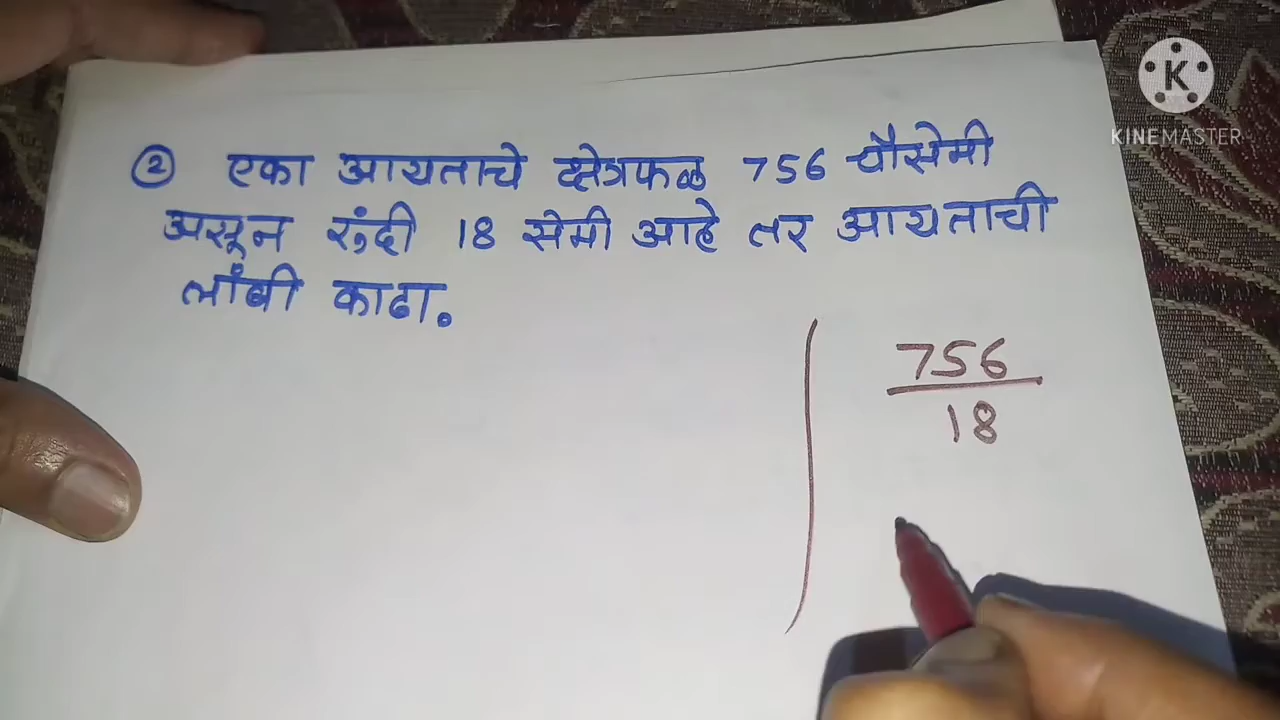 ② एका आयताचे क्षेत्रफळ 756 चौसेमी
असून रुंदी 18 सेमी आहे तर आयताची
लांबी काढा.
756
18
K
KINEMASTER